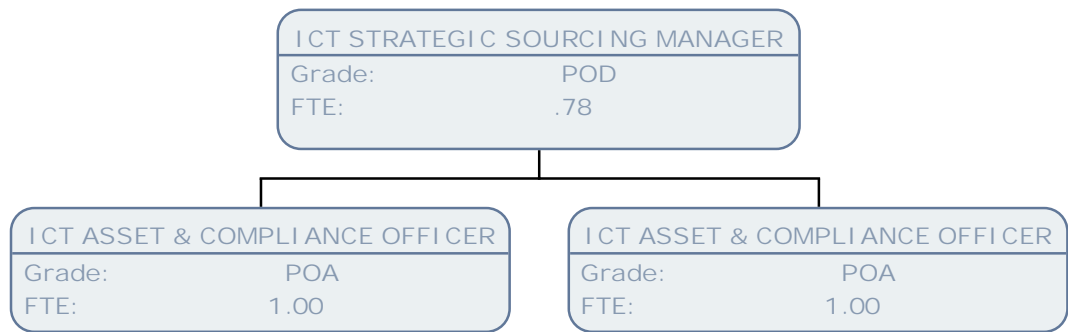 ICT STRATEGIC SOURCING MANAGER
Grade: POD
FTE: .78
ICT ASSET & COMPLIANCE OFFICER
Grade: POA
FTE: 1.00
ICT ASSET & COMPLIANCE OFFICER
Grade: POA
FTE: 1.00